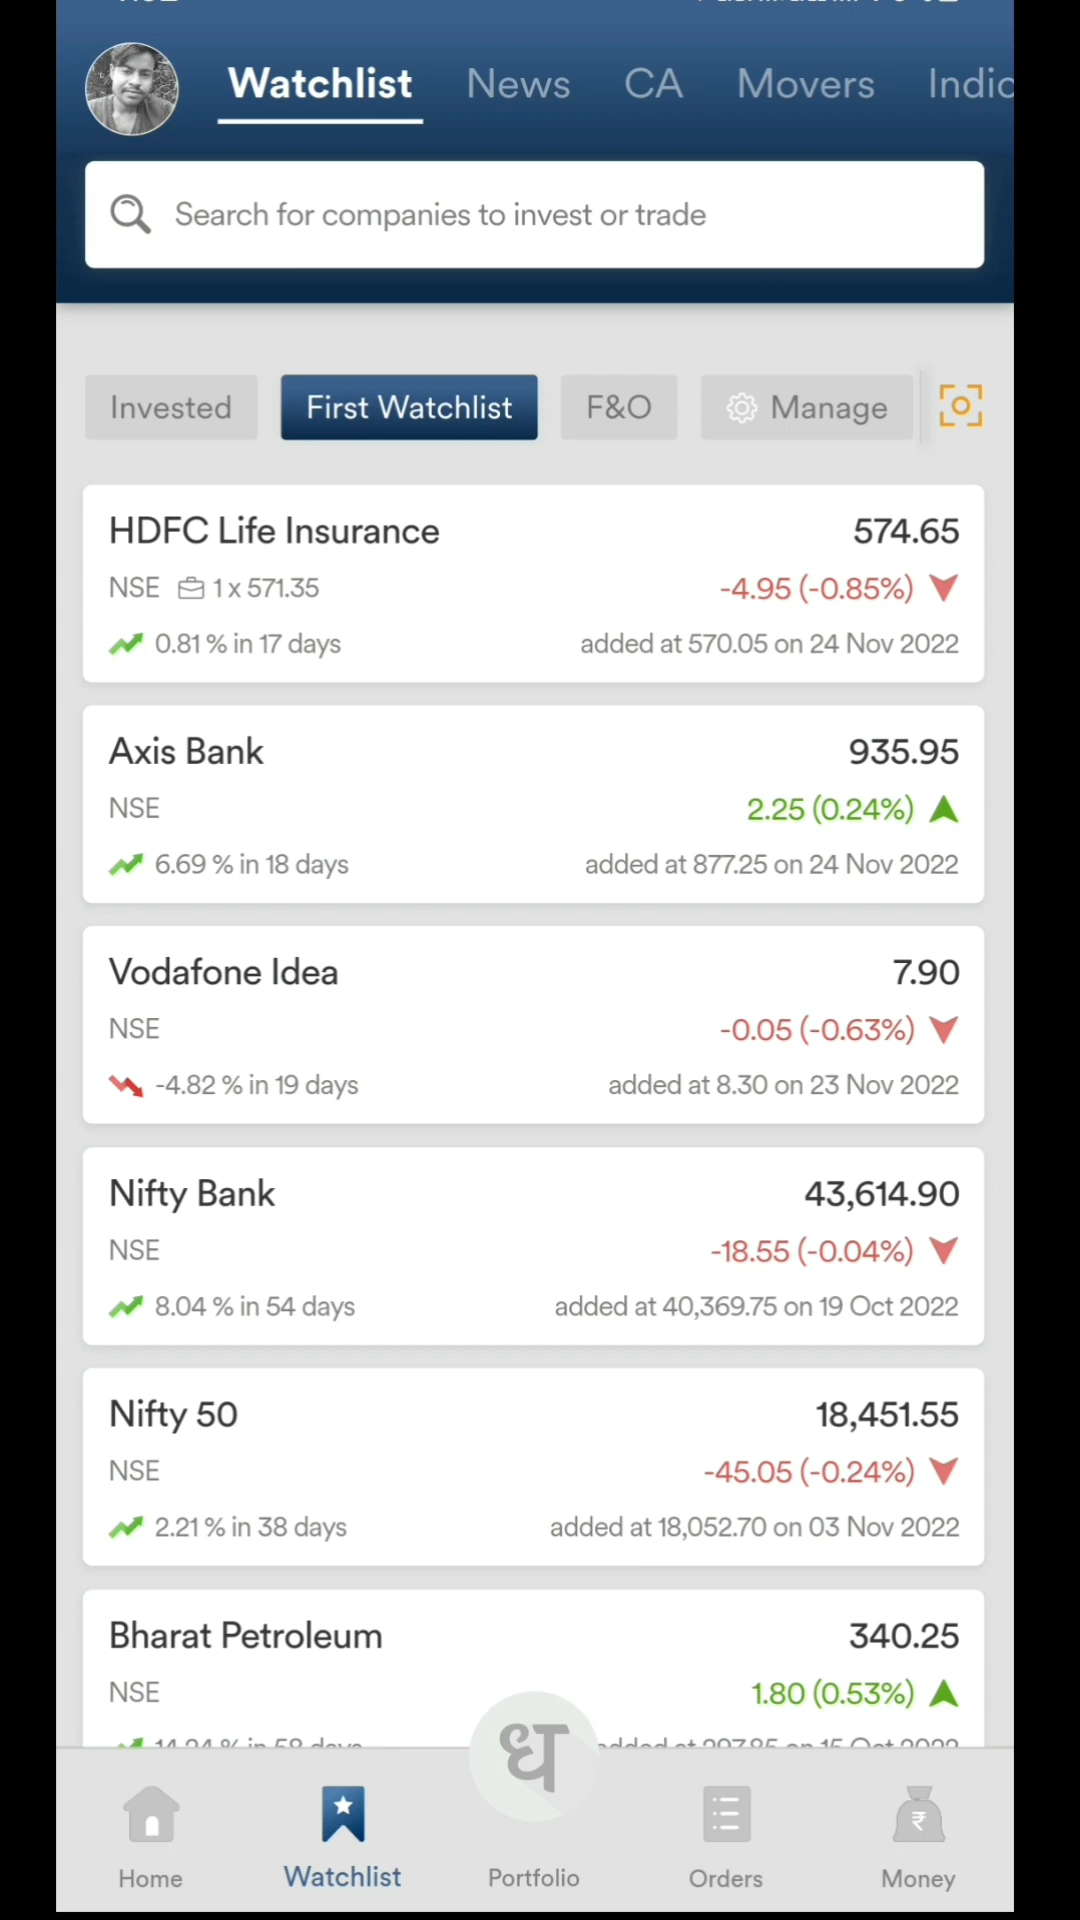 Watchlist News CA Movers Indic
Search for companies to invest or trade
Invested First Watchlist F&O Manage
HDFC Life Insurance 574.65
NSE 1 x 571.35 -4.95 (-0.85%)
0.81 % in 17 days added at 570.05 on 24 Nov 2022
Axis Bank 935.95
NSE 2.25 (0.24%)
6.69 % in 18 days added at 877.25 on 24 Nov 2022
Vodafone Idea 7.90
NSE -0.05 (-0.63%)
-4.82 % in 19 days added at 8.30 on 23 Nov 2022
Nifty Bank 43,614.90
NSE -18.55 (-0.04%)
8.04 % in 54 days added at 40,369.75 on 19 Oct 2022
Nifty 50 18,451.55
NSE -45.05 (-0.24%)
2.21 % in 38 days added at 18,052.70 on 03 Nov 2022
Bharat Petroleum 340.25
NSE 1.80 (0.53%)
ध
₹
Home Watchlist Portfolio Orders Money